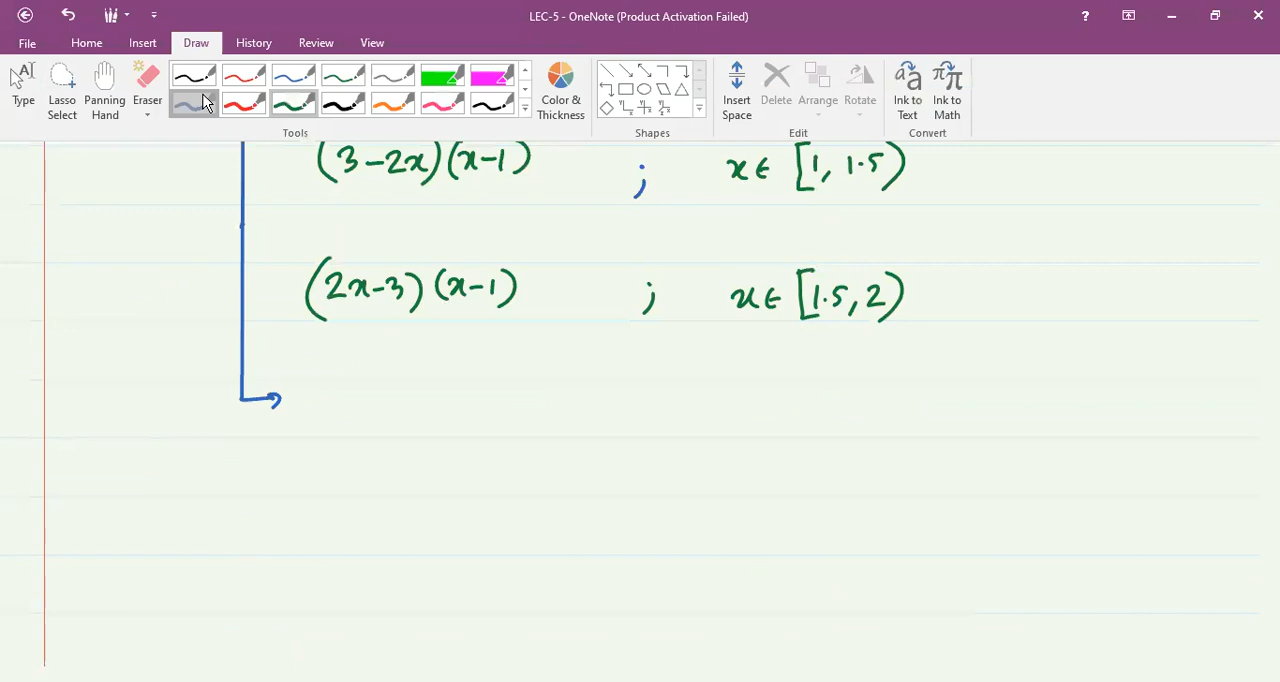 LEC-5 - OneNote (Product Activation Failed)
?
File Home Insert Draw History Review View
Type Lasso Select Panning Hand Eraser Color & Thickness Insert Space Delete Arrange Rotate Ink to Text Ink to Math
Tools Shapes Edit Convert
(3-2x)(x-1) ; x ∈ [1, 1.5)
(2x-3)(x-1) ; x ∈ [1.5, 2)